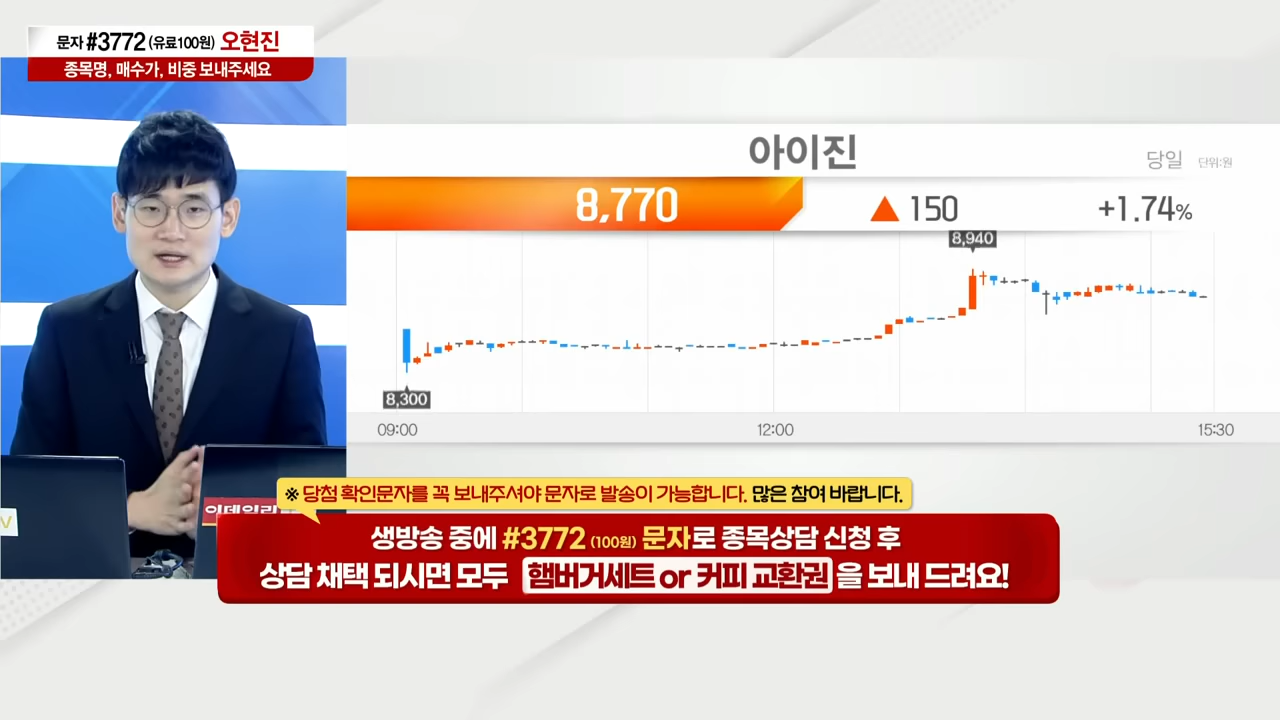 문자 #3772 (유료100원) 오현진
종목명, 매수가, 비중 보내주세요
아이진
당일 단위:원
8,770 ▲ 150 +1.74%
8,940
8,300
09:00 12:00 15:30
이데일리
※ 당첨 확인문자를 꼭 보내주셔야 문자로 발송이 가능합니다. 많은 참여 바랍니다.
생방송 중에 #3772 (100원) 문자로 종목상담 신청 후
상담 채택 되시면 모두 햄버거세트 or 커피 교환권 을 보내 드려요!